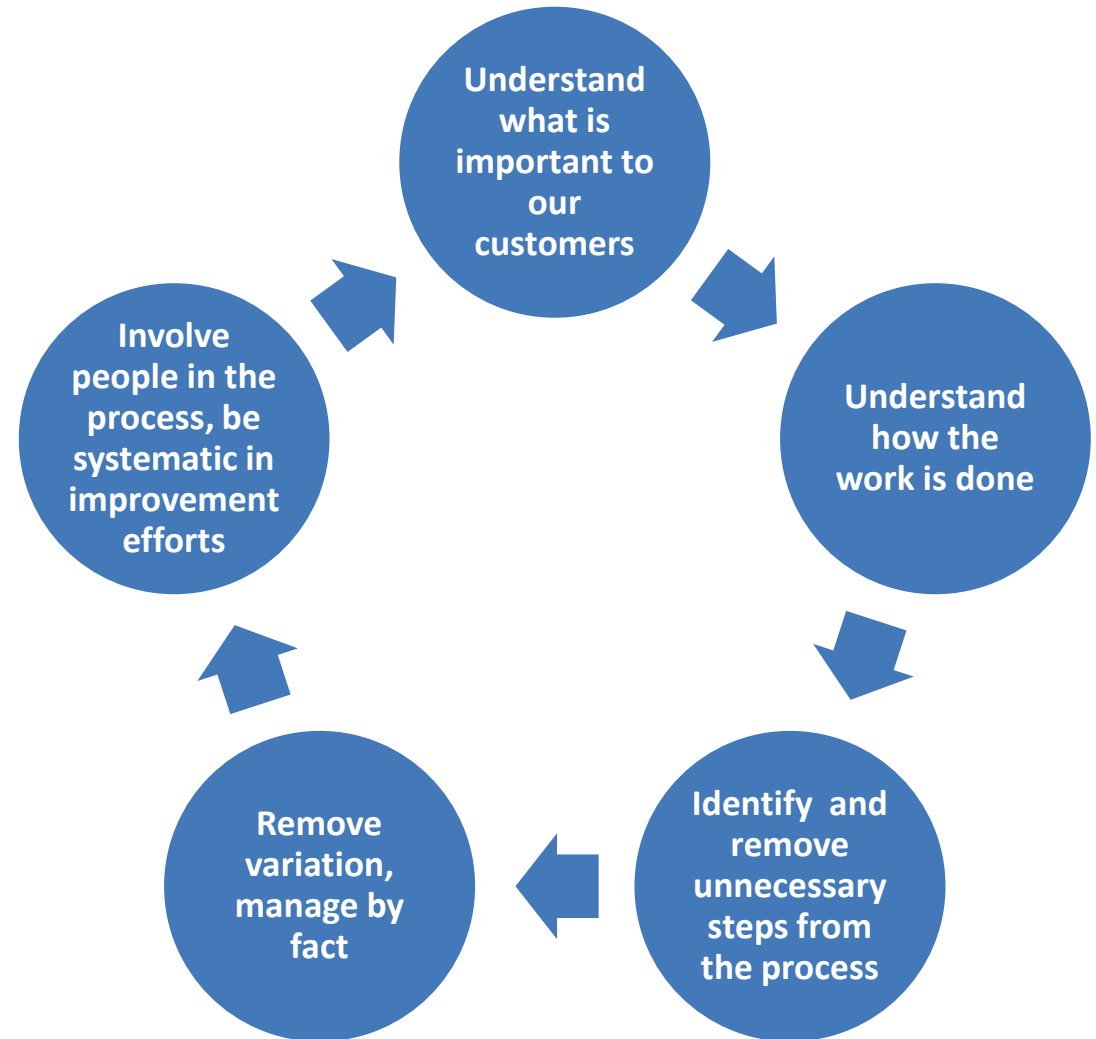 Understand
what is
important to
our
customers
Understand
how the
work is done
Identify  and
remove
unnecessary
steps from
the process
Remove
variation,
manage by
fact
Involve
people in the
process, be
systematic in
improvement
efforts